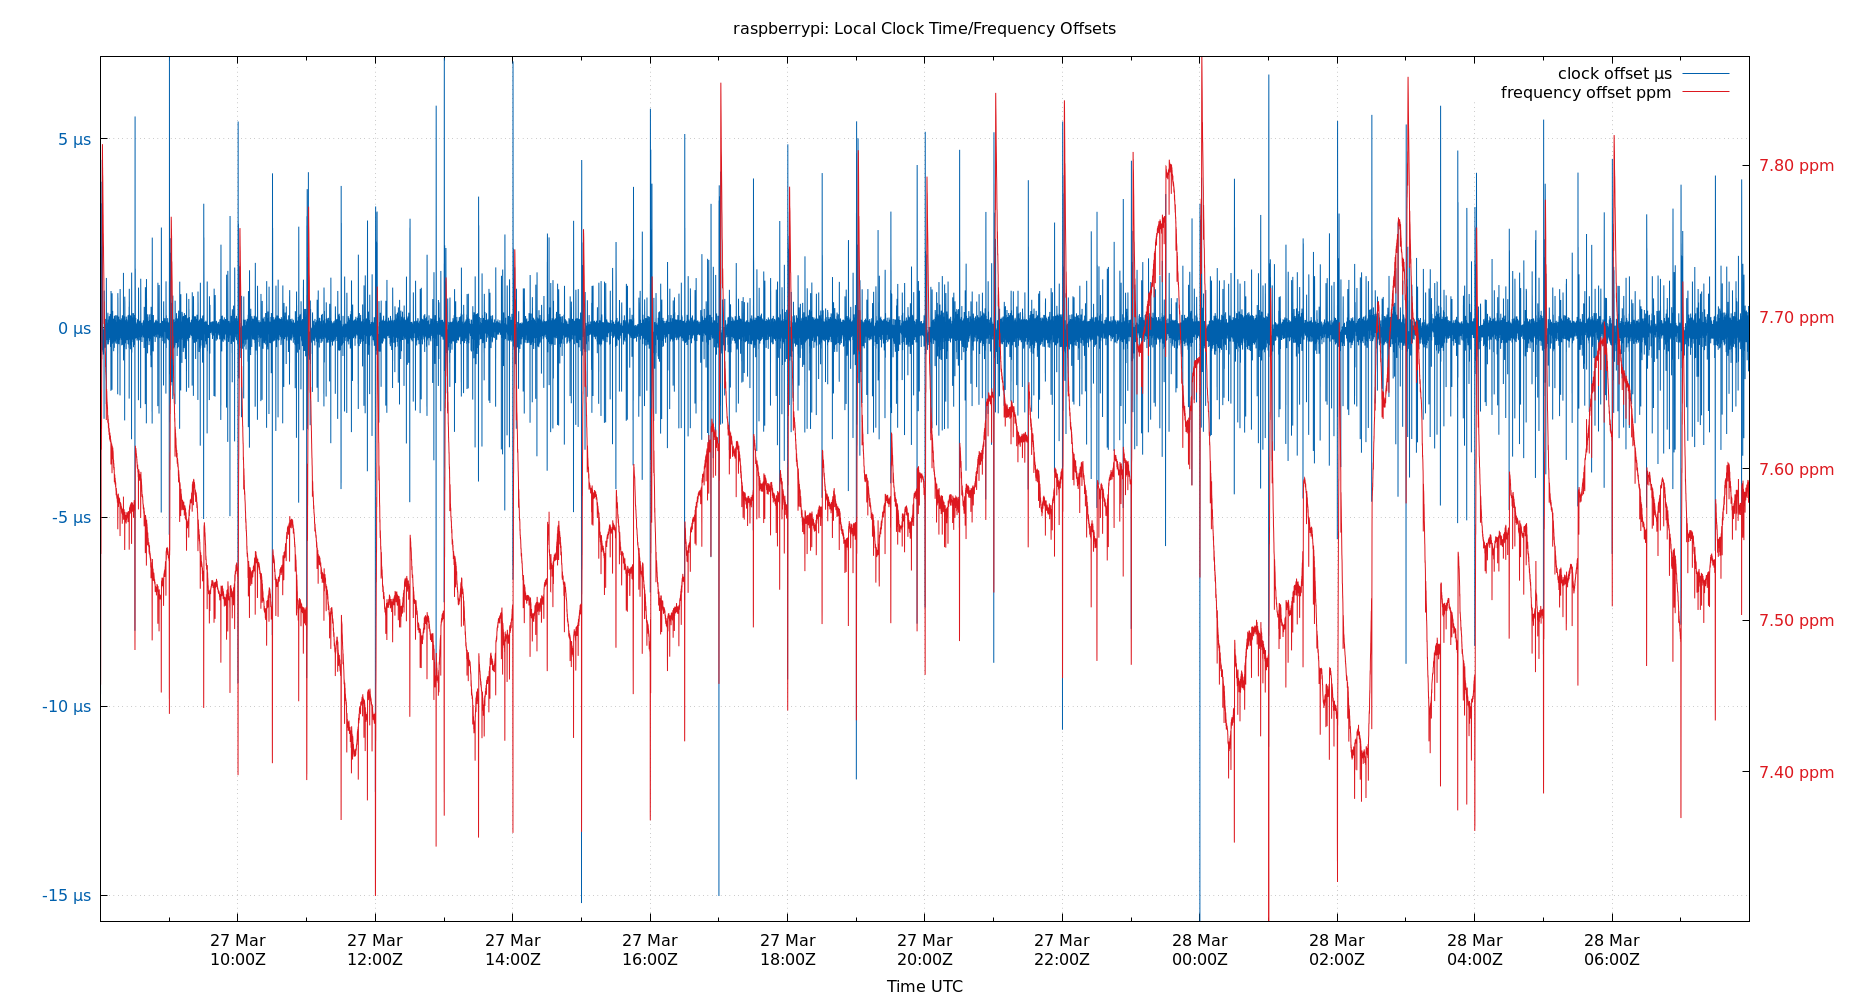 raspberrypi: Local Clock Time/Frequency Offsets
clock offset µs
frequency offset ppm
5 µs
0 µs
-5 µs
-10 µs
-15 µs
7.80 ppm
7.70 ppm
7.60 ppm
7.50 ppm
7.40 ppm
27 Mar 27 Mar 27 Mar 27 Mar 27 Mar 27 Mar 27 Mar 28 Mar 28 Mar 28 Mar 28 Mar
10:00Z 12:00Z 14:00Z 16:00Z 18:00Z 20:00Z 22:00Z 00:00Z 02:00Z 04:00Z 06:00Z
Time UTC